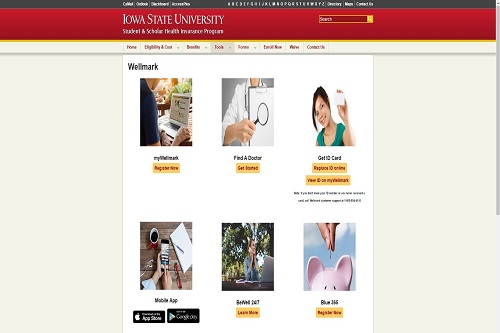 CyMail Outlook Blackboard AccessPlus
A B C D E F G H I J K L M N O P Q R S T U V W X Y Z Directory Maps Contact Us
IOWA STATE UNIVERSITY
Student & Scholar Health Insurance Program
Search
Home Eligibility & Cost Benefits Tools Forms Enroll Now Waive Contact Us
Wellmark
myWellmark
Register Now
Find A Doctor
Get Started
Get ID Card
Replace ID online
View ID on myWellmark
Note: If you don't know your ID number or you never received a
card, call Wellmark customer support at
Mobile App
Download on the App Store
Google play
BeWell 24/7
Learn More
Blue 365
Register Now